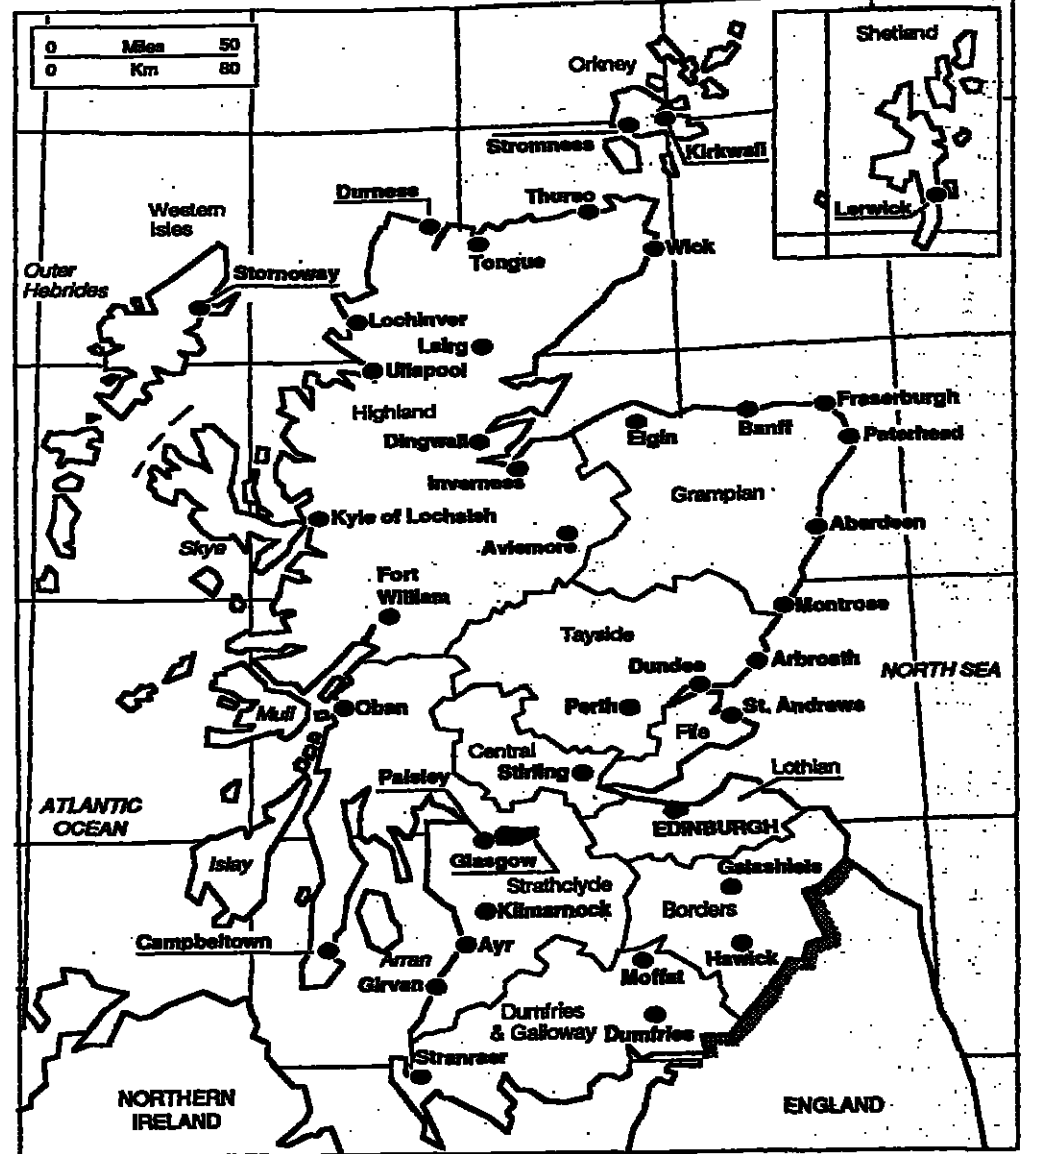 0 Miles 50
0 Km 80
Shetland
Orkney
Stromness
Kirkwall
Lerwick
Durness
Thurso
Western
Isles
Wick
Tongue
Outer
Hebrides
Stornoway
Lochinver
Lairg
Ullapool
Highland
Fraserburgh
Elgin
Banff
Peterhead
Dingwall
Inverness
Grampian
Kyle of Lochalsh
Aberdeen
Skye
Aviemore
Fort
William
Montrose
Tayside
Arbroath
Dundee
NORTH SEA
Mull
Oban
Perth
St. Andrews
Fife
Central
Stirling
Lothian
Paisley
ATLANTIC
OCEAN
EDINBURGH
Islay
Glasgow
Galashiels
Strathclyde
Kilmarnock
Borders
Campbeltown
Ayr
Arran
Hawick
Moffat
Girvan
Dumfries
& Galloway
Dumfries
Stranraer
NORTHERN
IRELAND
ENGLAND